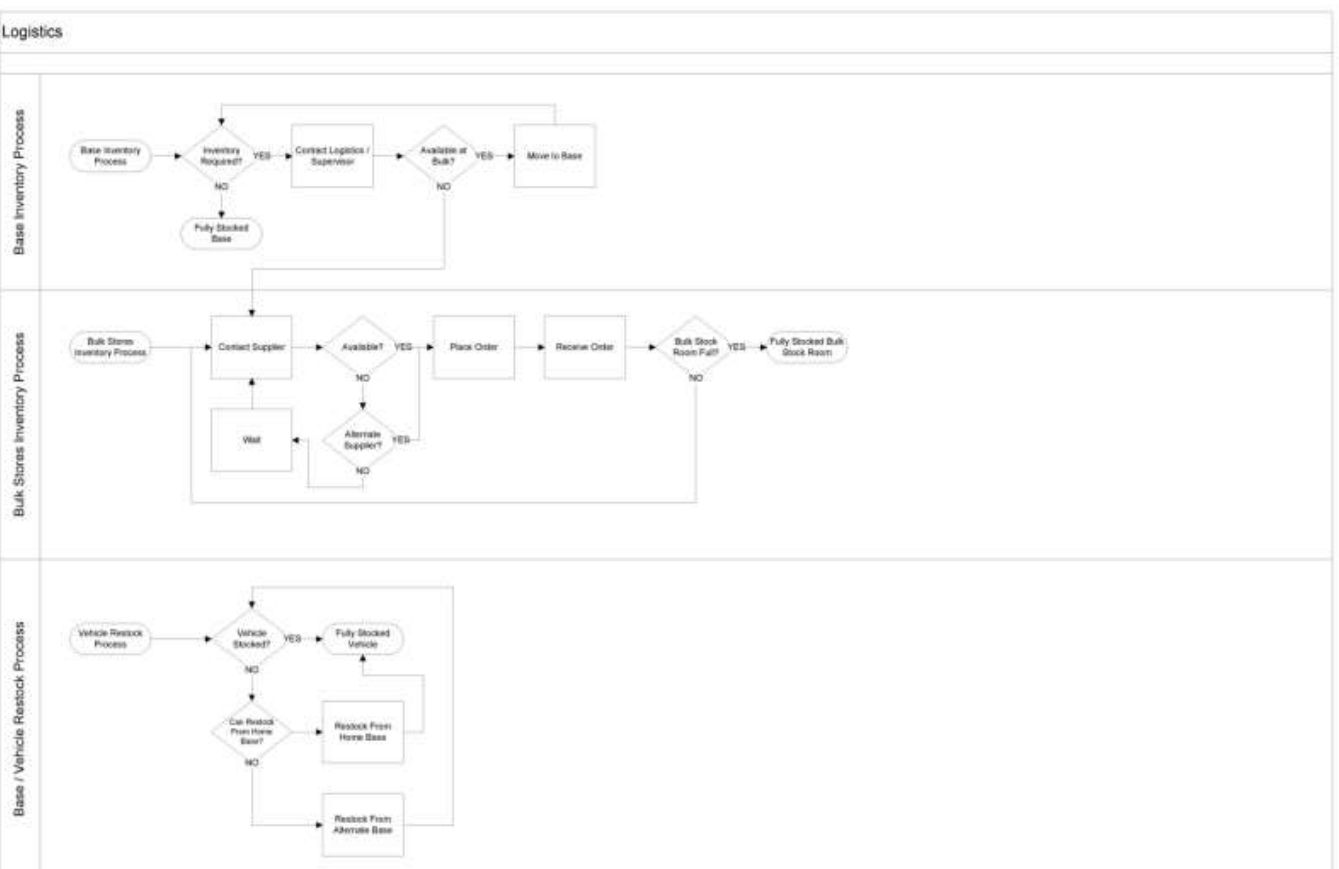 Logistics
Base Inventory Process
Base Inventory
Process
Inventory
Required?
YES
NO
Contact Logistics /
Supervisor
Available at
Bulk?
YES
NO
Move to Base
Fully Stocked
Base
Bulk Stores Inventory Process
Bulk Stores
Inventory Process
Contact Supplier
Available?
YES
NO
Place Order
Receive Order
Bulk Stock
Room Full?
YES
NO
Fully Stocked Bulk
Stock Room
Wait
Alternate
Supplier?
YES
NO
Base / Vehicle Restock Process
Vehicle Restock
Process
Vehicle
Stocked?
YES
NO
Fully Stocked
Vehicle
Can Restock
From Home
Base?
NO
Restock From
Home Base
Restock From
Alternate Base